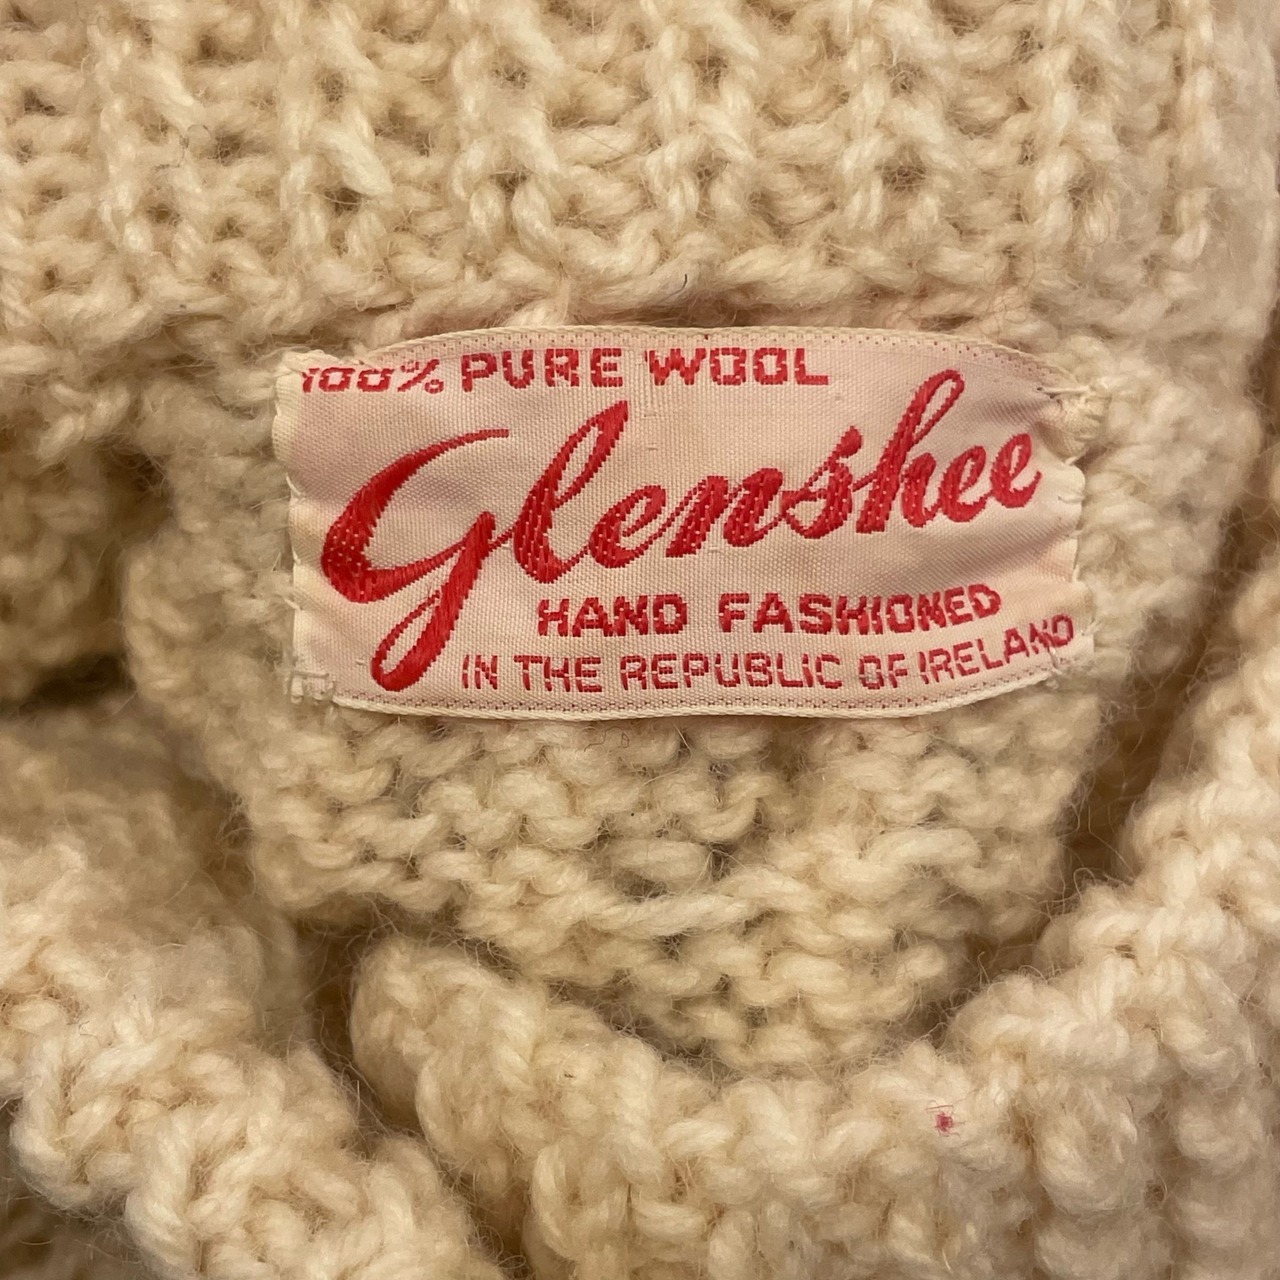 100% PURE WOOL
Glenshee
HAND FASHIONED
IN THE REPUBLIC OF IRELAND